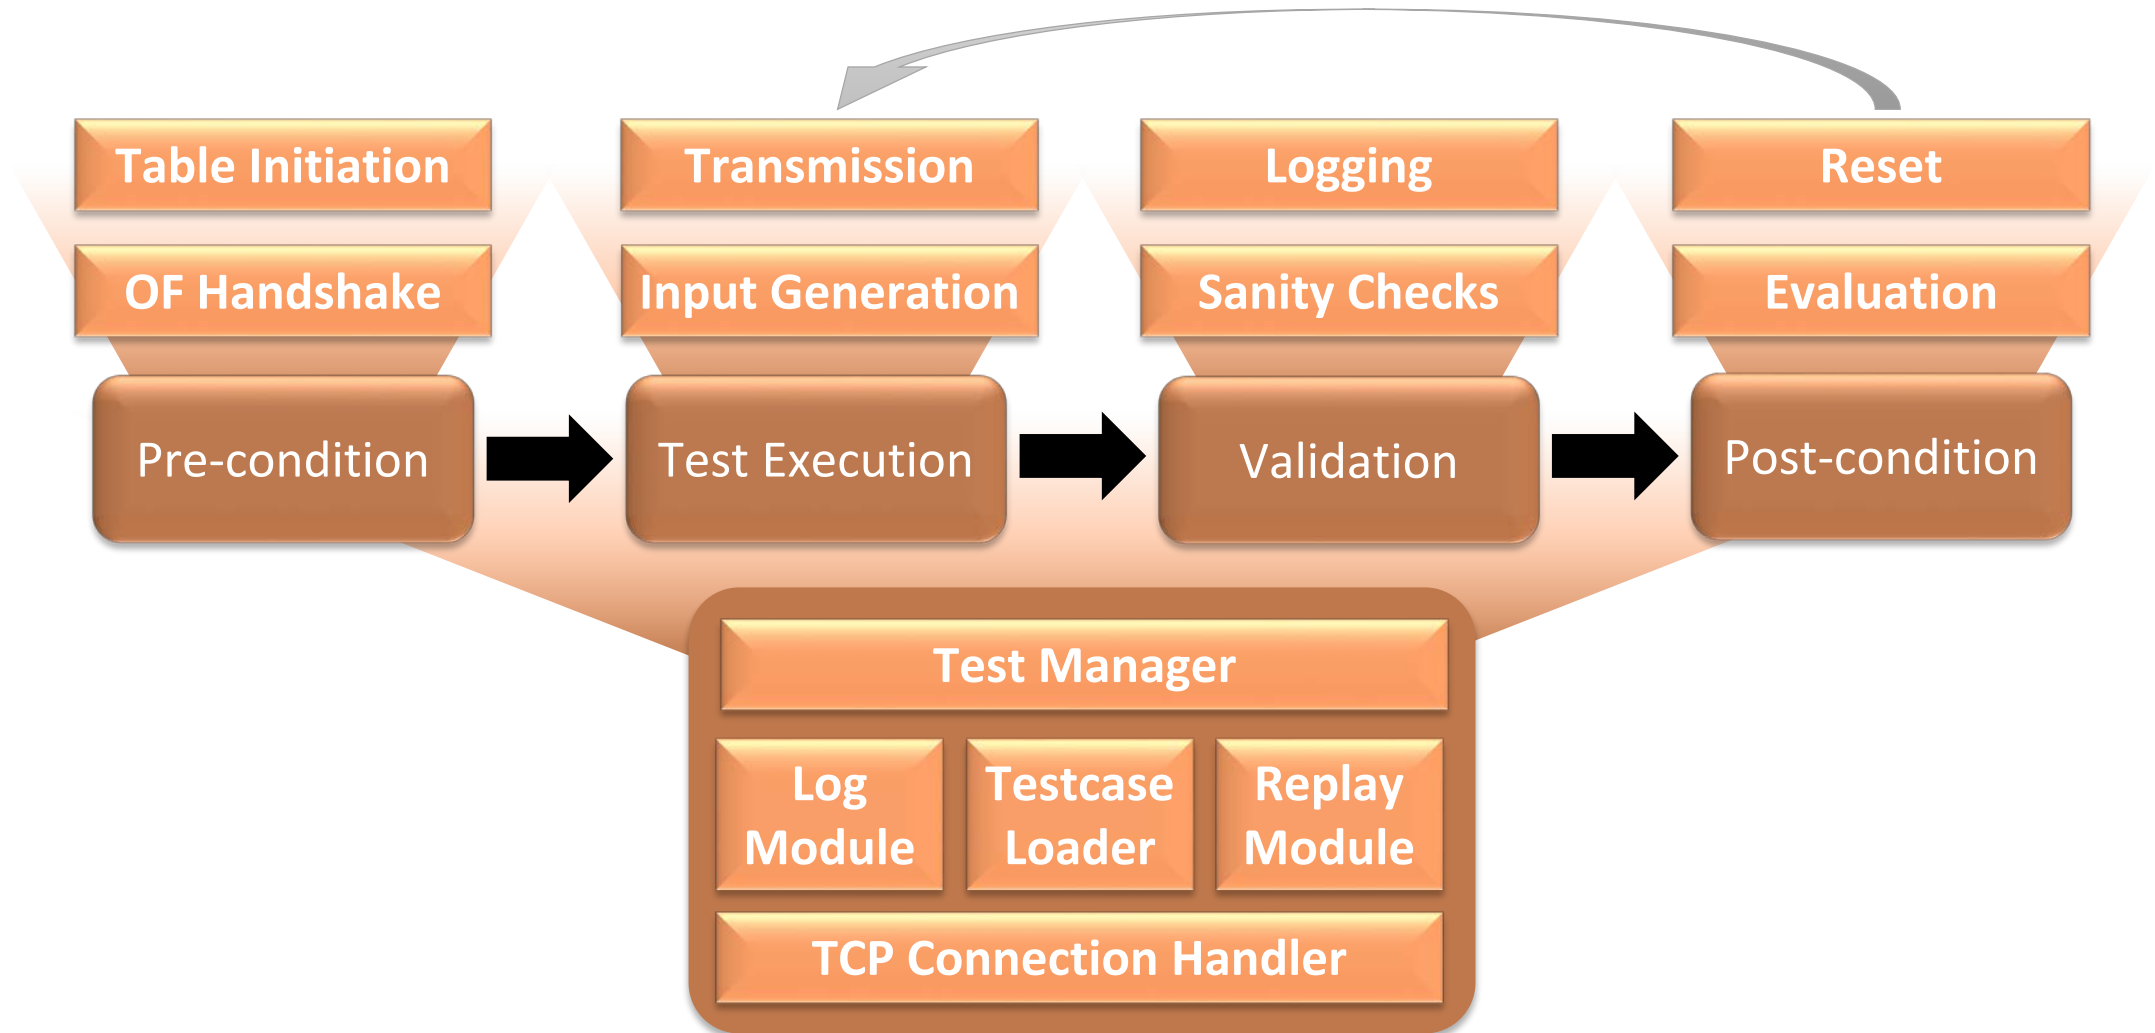 Table Initiation
Transmission
Logging
Reset
OF Handshake
Input Generation
Sanity Checks
Evaluation
Pre-condition
Test Execution
Validation
Post-condition
Test Manager
Log
Module
Testcase
Loader
Replay
Module
TCP Connection Handler